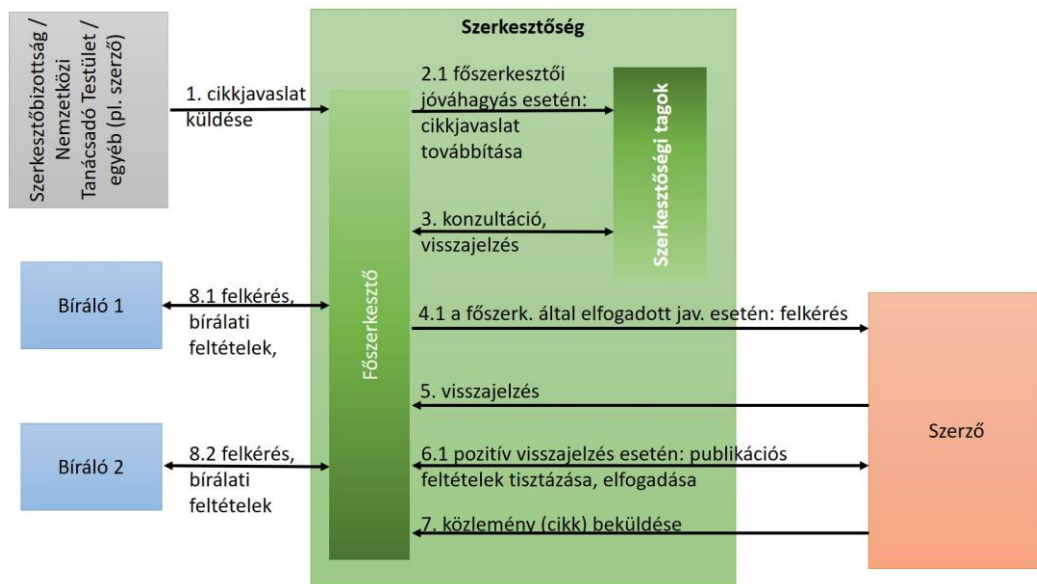 Szerkesztőbizottság /
Nemzetközi
Tanácsadó Testület /
egyéb (pl. szerző)
1. cikkjavaslat
küldése
Szerkesztőség
2.1 főszerkesztői
jóváhagyás esetén:
cikkjavaslat
továbbítása
Szerkesztőségi tagok
3. konzultáció,
visszajelzés
Főszerkesztő
Bíráló 1
8.1 felkérés,
bírálati
feltételek,
4.1 a főszerk. által elfogadott jav. esetén: felkérés
5. visszajelzés
Szerző
Bíráló 2
8.2 felkérés,
bírálati
feltételek
6.1 pozitív visszajelzés esetén: publikációs
feltételek tisztázása, elfogadása
7. közlemény (cikk) beküldése